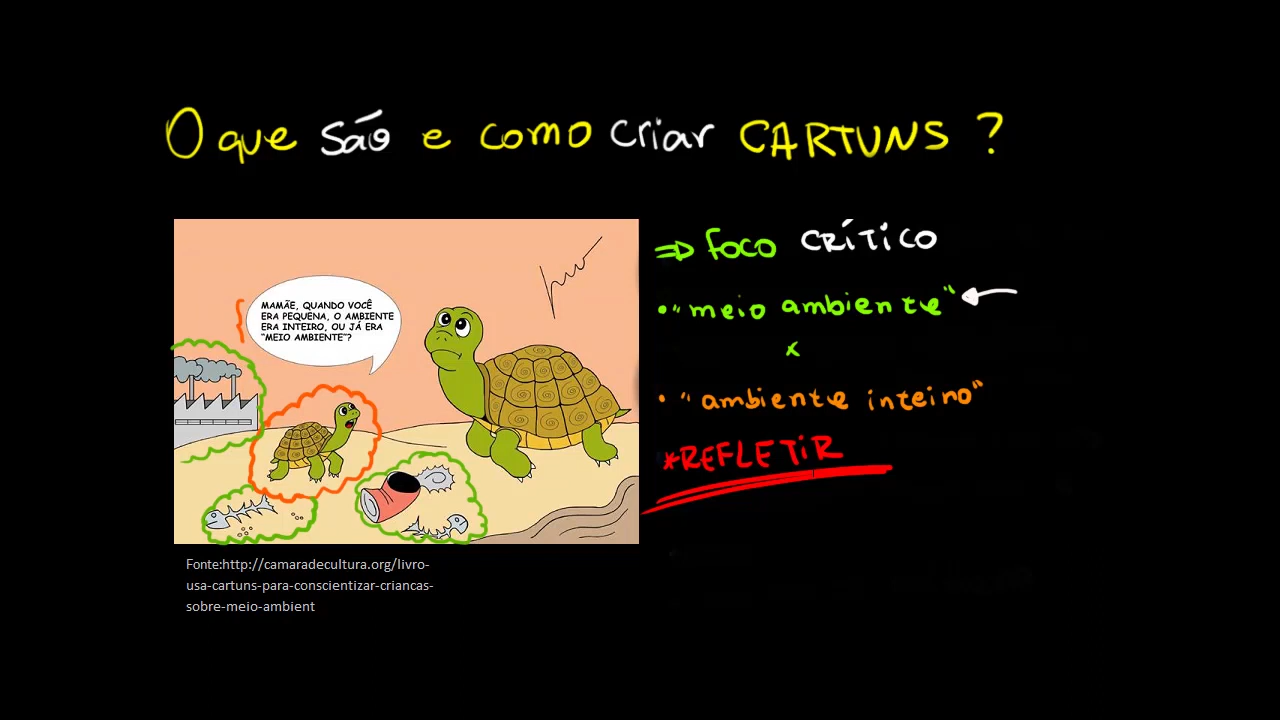 O que são e como criar CARTUNS ?
MAMÃE, QUANDO VOCÊ
ERA PEQUENA, O AMBIENTE
ERA INTEIRO, OU JÁ ERA
"MEIO AMBIENTE"?
⇒ FOCO CRÍTICO
• "meio ambiente" ←
x
• "ambiente inteiro"
*REFLETIR
Fonte:http://camaradecultura.org/livro-
usa-cartuns-para-conscientizar-criancas-
sobre-meio-ambient